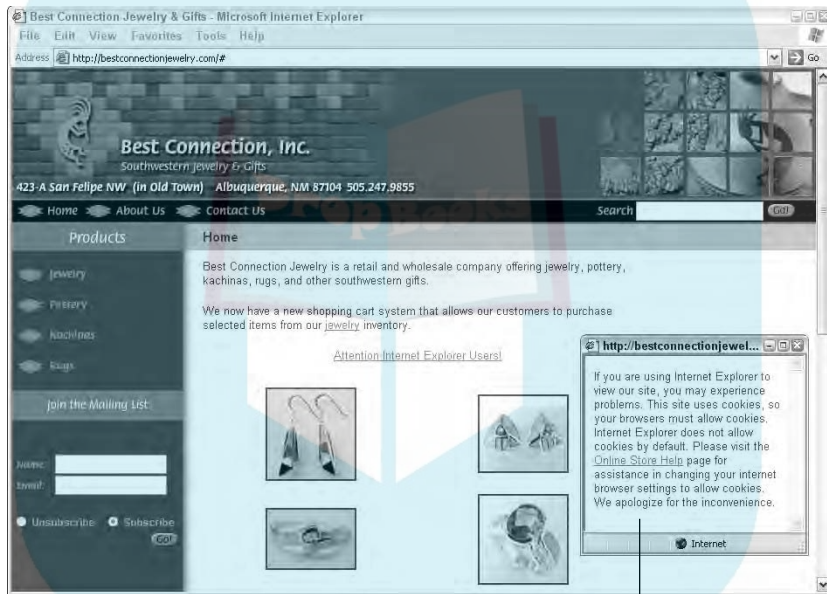 Best Connection Jewelry & Gifts - Microsoft Internet Explorer
File Edit View Favorites Tools Help
Address http://bestconnectionjewelry.com/# Go
Best Connection, Inc.
Southwestern Jewelry & Gifts
423-A San Felipe NW (in Old Town) Albuquerque, NM 87104 505.247.9855
Home About Us Contact Us Search Go!
Products
Jewelry
Pottery
Kachinas
Rugs
Join the Mailing List:
Name:
Email:
Unsubscribe Subscribe
Go!
Home
Best Connection Jewelry is a retail and wholesale company offering jewelry, pottery,
kachinas, rugs, and other southwestern gifts.
We now have a new shopping cart system that allows our customers to purchase
selected items from our jewelry inventory.
Attention Internet Explorer Users!
http://bestconnectionjewel...
If you are using Internet Explorer to
view our site, you may experience
problems. This site uses cookies, so
your browsers must allow cookies.
Internet Explorer does not allow
cookies by default. Please visit the
Online Store Help page for
assistance in changing your internet
browser settings to allow cookies.
We apologize for the inconvenience.
Internet
DropBooks